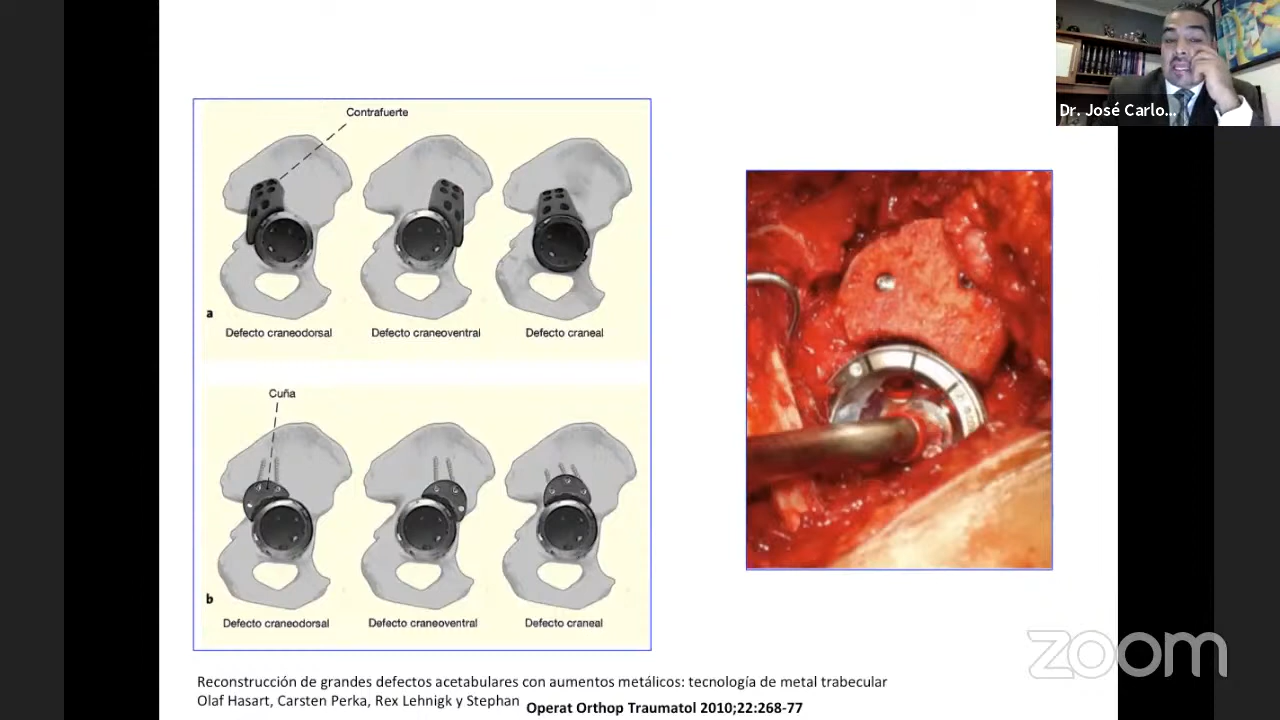 Dr. José Carlo...
Contrafuerte
a
Defecto craneodorsal
Defecto craneoventral
Defecto craneal
Cuña
b
Defecto craneodorsal
Defecto craneoventral
Defecto craneal
Reconstrucción de grandes defectos acetabulares con aumentos metálicos: tecnología de metal trabecular
Olaf Hasart, Carsten Perka, Rex Lehnigk y Stephan
Operat Orthop Traumatol 2010;22:268-77
zoom